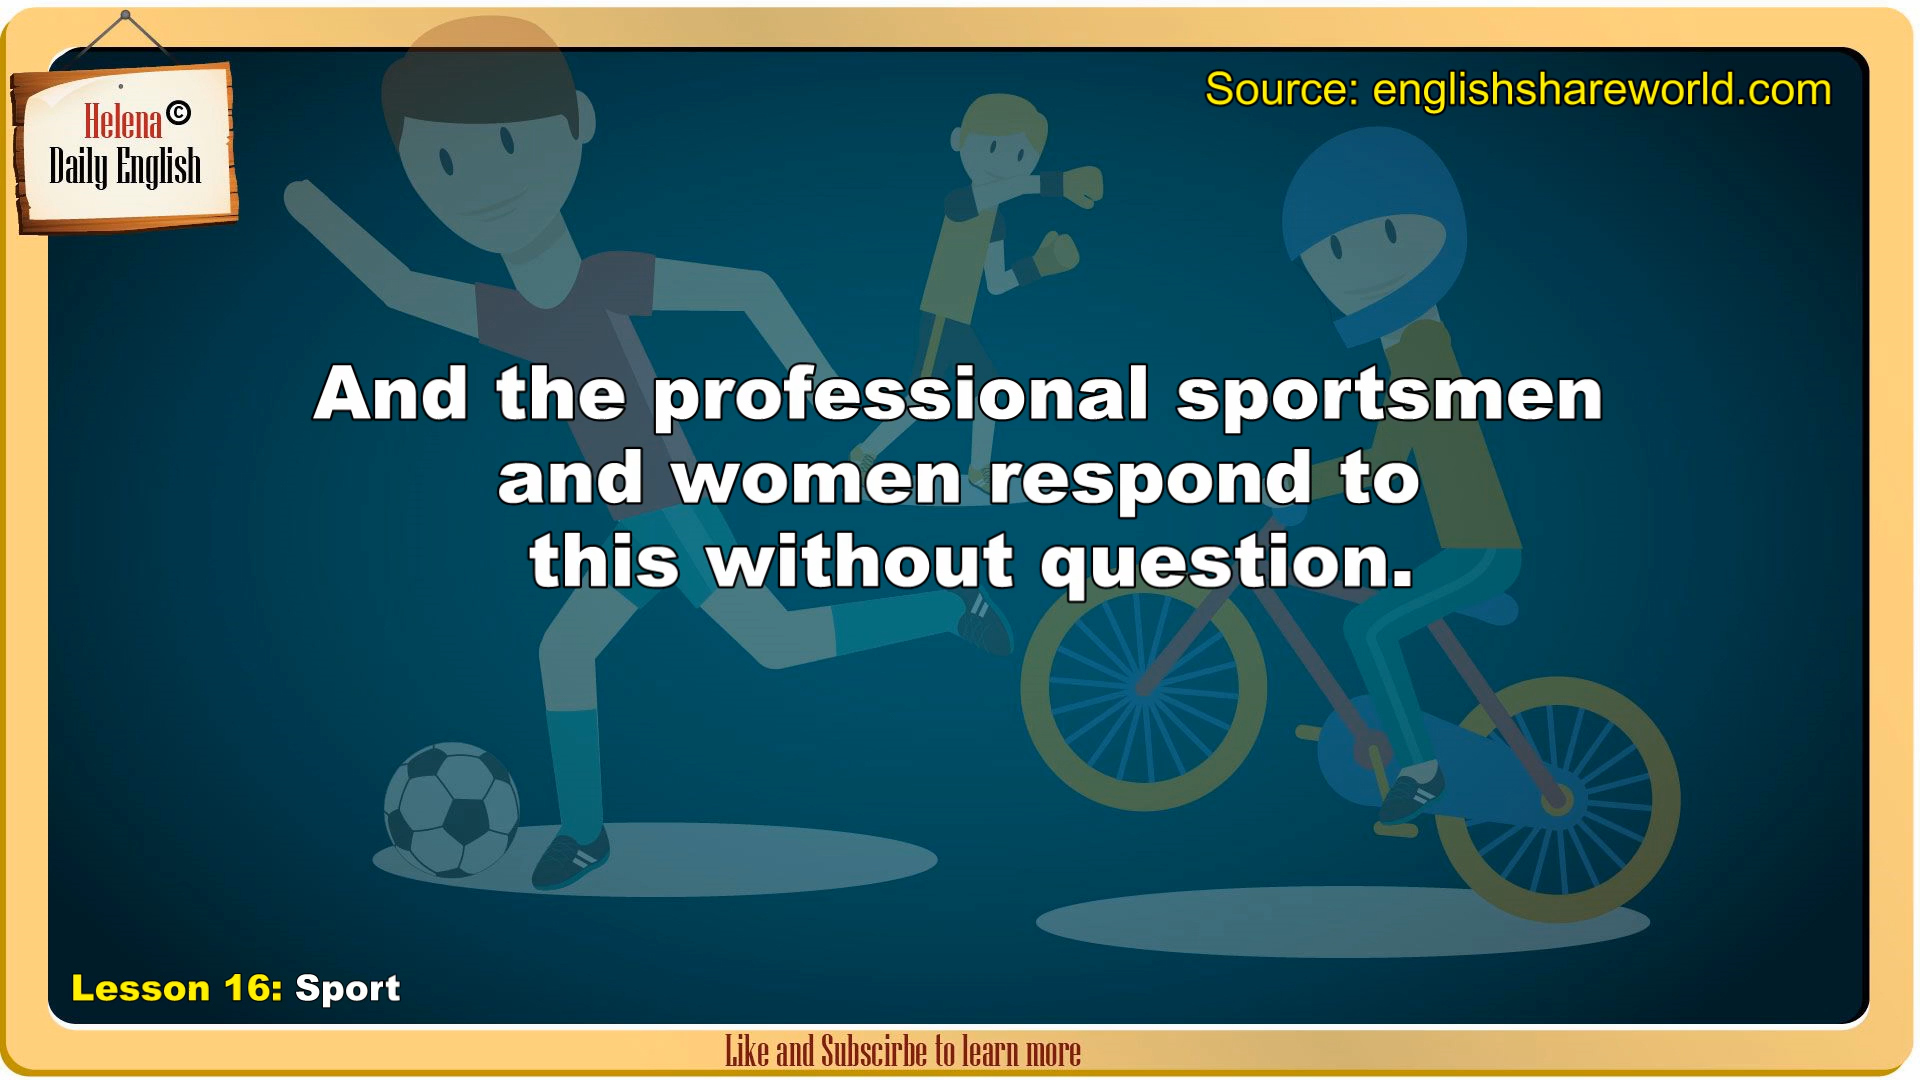 Helena ©
Daily English
Source: englishshareworld.com
And the professional sportsmen
and women respond to
this without question.
Lesson 16: Sport
Like and Subscirbe to learn more